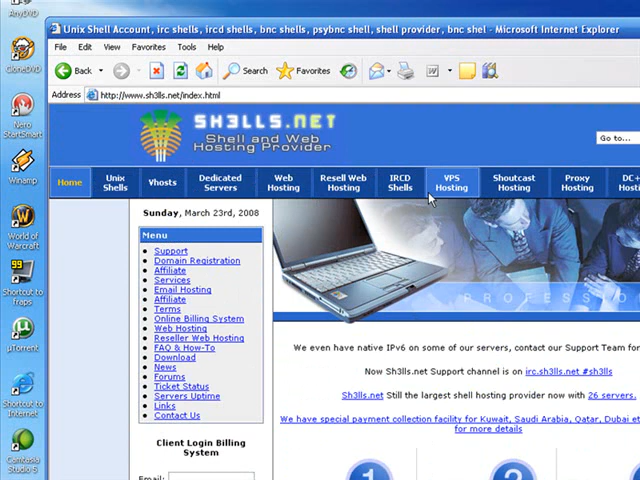 AnyDVD
CloneDVD
Nero
StartSmart
Winamp
World of
Warcraft
99
Shortcut to
fraps
µTorrent
Shortcut to
Internet
Camtasia
Studio 5
Unix Shell Account, irc shells, ircd shells, bnc shells, psybnc shell, shell provider, bnc shel - Microsoft Internet Explorer
File Edit View Favorites Tools Help
Back Search Favorites
Address http://www.sh3lls.net/index.html
SH3LLS.NET
Shell and Web
Hosting Provider
Go to...
Home
Unix
Shells
Vhosts
Dedicated
Servers
Web
Hosting
Resell Web
Hosting
IRCD
Shells
VPS
Hosting
Shoutcast
Hosting
Proxy
Hosting
DC+
Hosti
Sunday, March 23rd, 2008
Menu
Support
Domain Registration
Affiliate
Services
Email Hosting
Affiliate
Terms
Online Billing System
Web Hosting
Reseller Web Hosting
FAQ & How-To
Download
News
Forums
Ticket Status
Servers Uptime
Links
Contact Us
Client Login Billing
System
Email:
PROFESSIO
We even have native IPv6 on some of our servers, contact our Support Team for
Now Sh3lls.net Support channel is on irc.sh3lls.net #sh3lls
Sh3lls.net Still the largest shell hosting provider now with 26 servers.
We have special payment collection facility for Kuwait, Saudi Arabia, Qatar, Dubai et
for more details
1
2